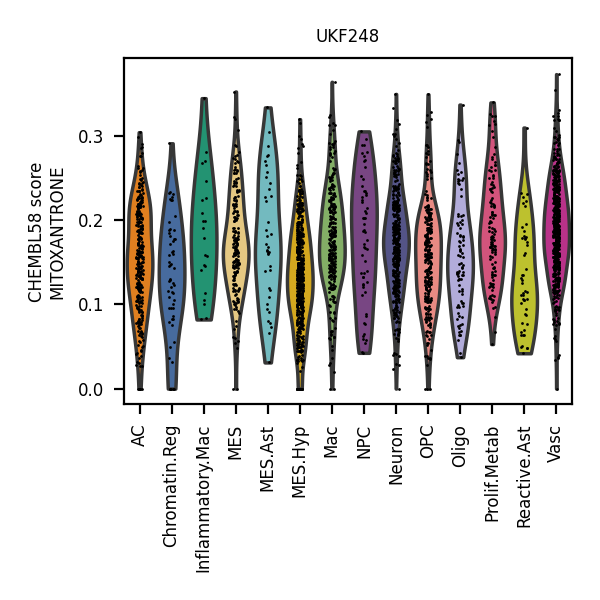 UKF248
CHEMBL58 score
MITOXANTRONE
0.3
0.2
0.1
0.0
AC
Chromatin.Reg
Inflammatory.Mac
MES
MES.Ast
MES.Hyp
Mac
NPC
Neuron
OPC
Oligo
Prolif.Metab
Reactive.Ast
Vasc